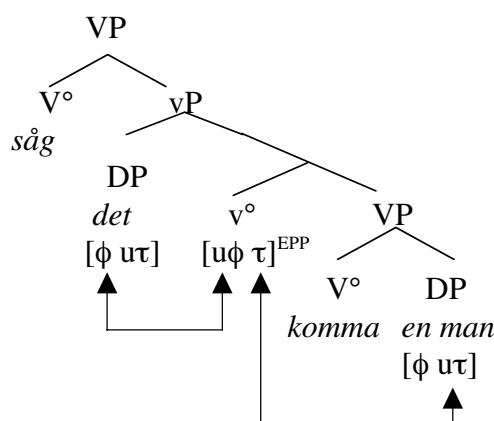 VP
V° vP
såg
DP
det v° VP
[ϕ uτ] [uϕ τ]EPP
V° DP
komma en man
[ϕ uτ]